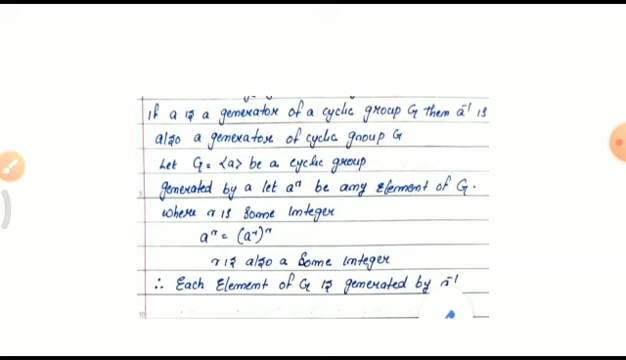 If a is a generator of a cyclic group G then a⁻¹ is
also a generator of cyclic group G
Let G = <a> be a cyclic group
generated by a let aⁿ be any Element of G.
where r is some integer
aⁿ = (a⁻¹)ⁿ
r is also a some integer
∴ Each Element of G is generated by a⁻¹